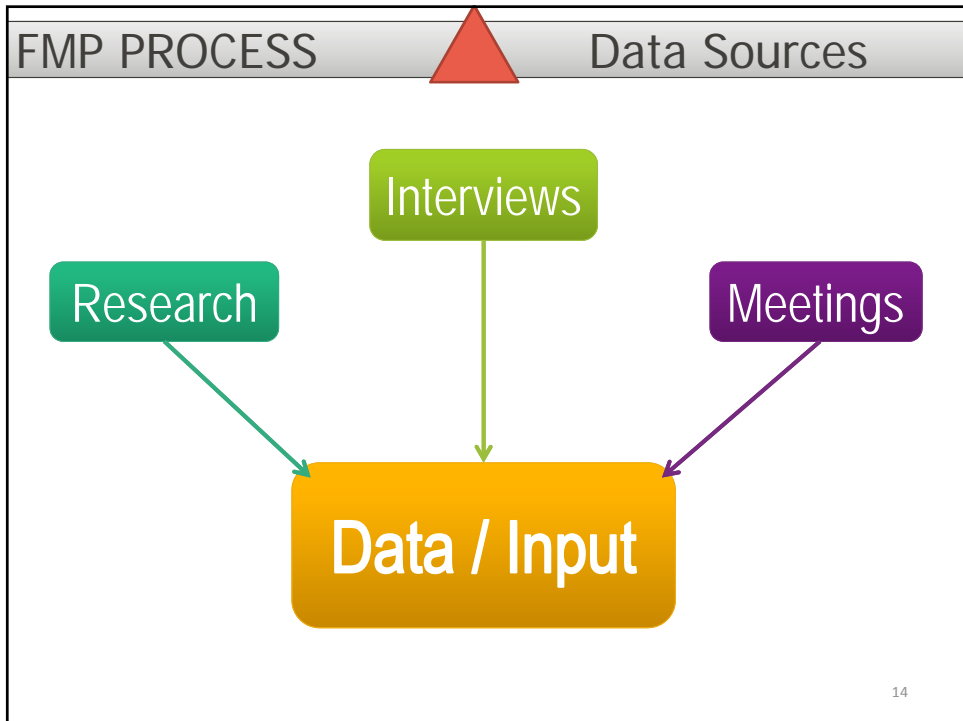 FMP PROCESS
Data Sources
Interviews
Research
Meetings
Data / Input
14